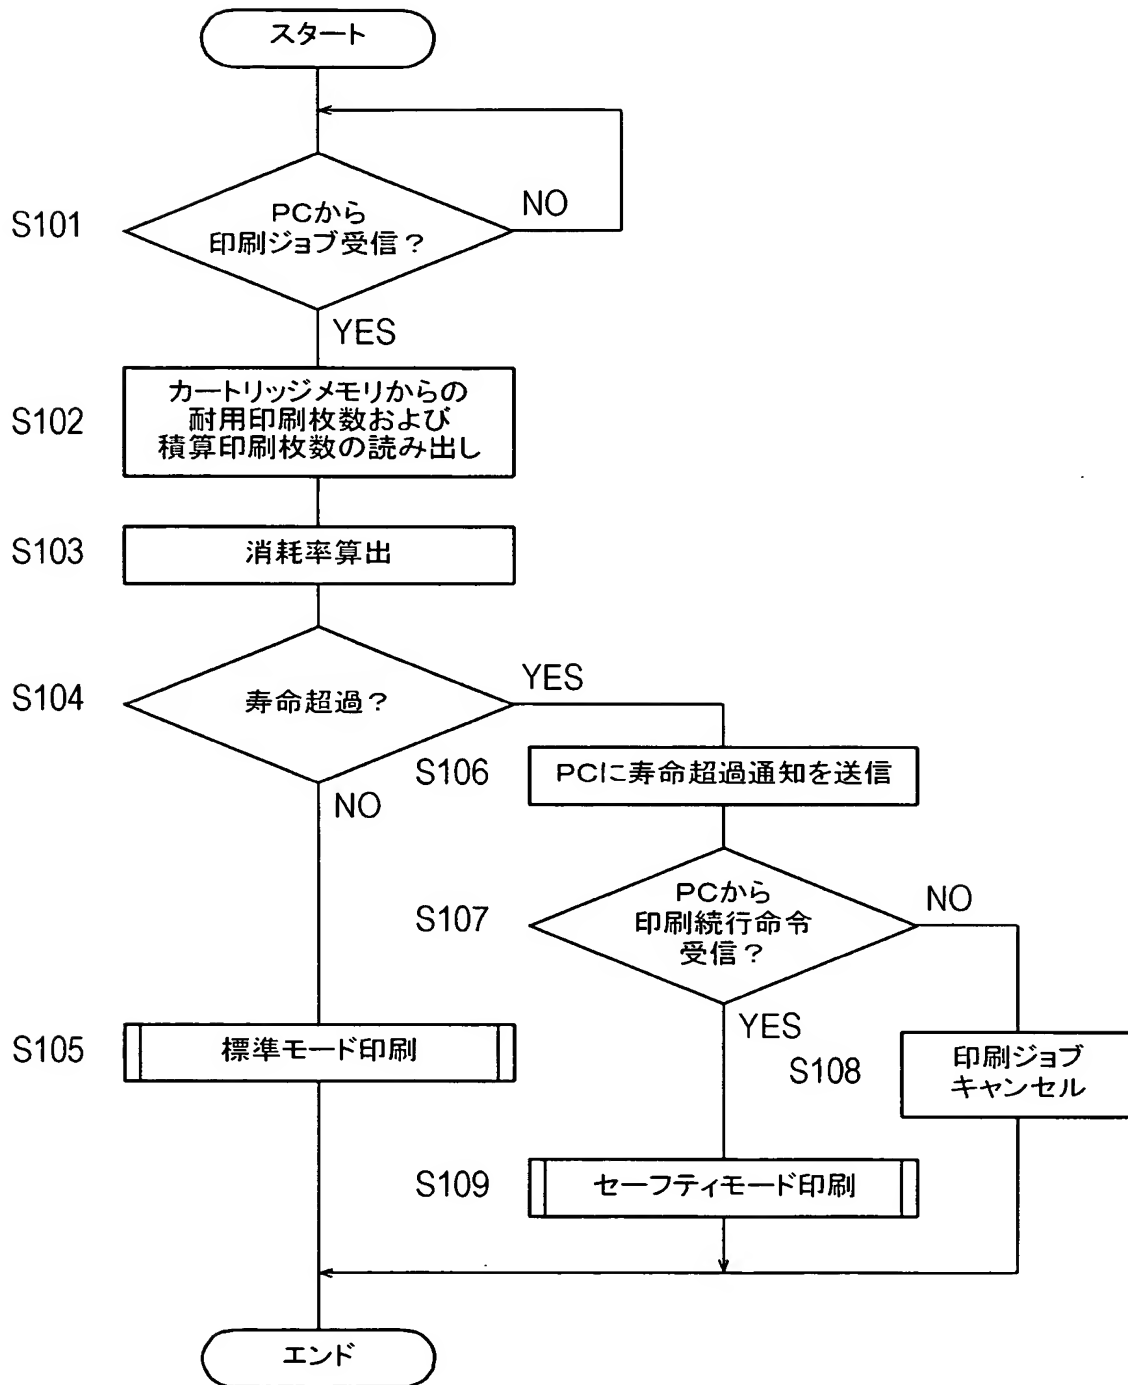 スタート
S101
PCから
印刷ジョブ受信？
NO
YES
S102
カートリッジメモリからの
耐用印刷枚数および
積算印刷枚数の読み出し
S103
消耗率算出
S104
寿命超過？
YES
NO
S106
PCに寿命超過通知を送信
S107
PCから
印刷続行命令
受信？
NO
YES
S105
標準モード印刷
S108
印刷ジョブ
キャンセル
S109
セーフティモード印刷
エンド